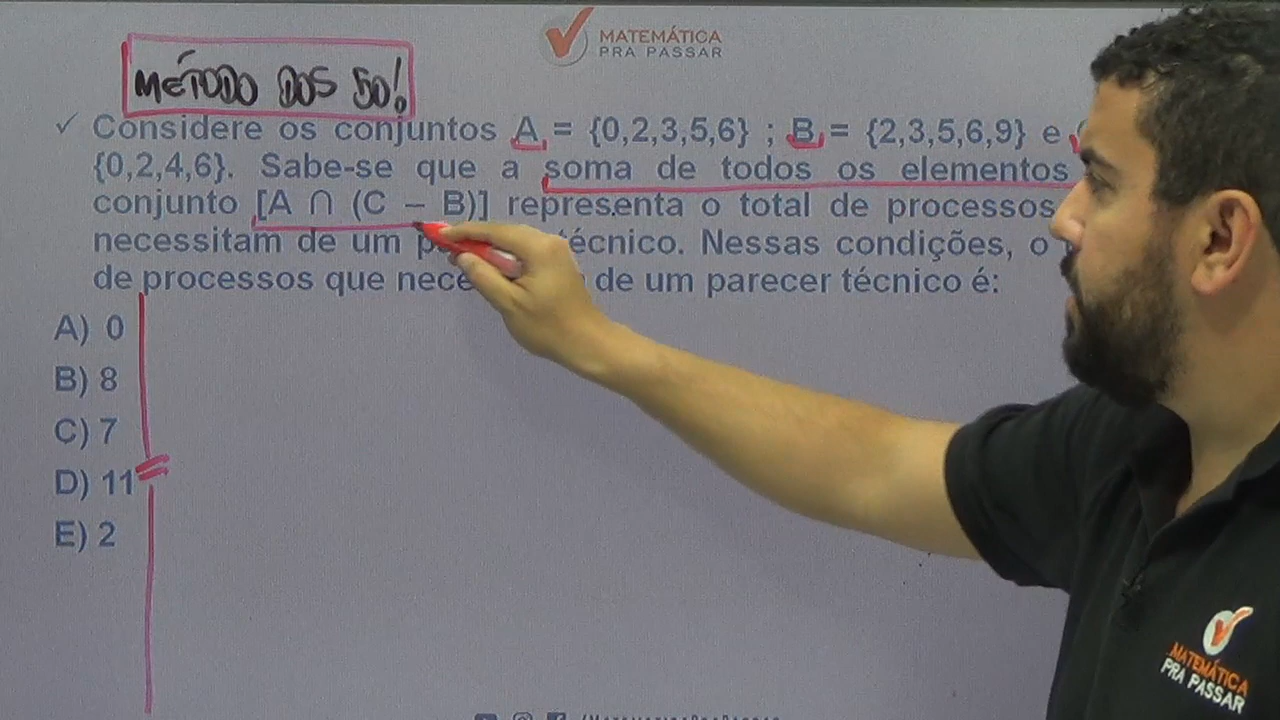 MATEMÁTICA
PRA PASSAR
MÉTODO DOS 50!
✓ Considere os conjuntos A = {0,2,3,5,6} ; B = {2,3,5,6,9} e
{0,2,4,6}. Sabe-se que a soma de todos os elementos
conjunto [A ∩ (C – B)] representa o total de processos
necessitam de um técnico. Nessas condições, o
de processos que de um parecer técnico é:
A) 0
B) 8
C) 7
D) 11
E) 2
MATEMÁTICA
PRA PASSAR